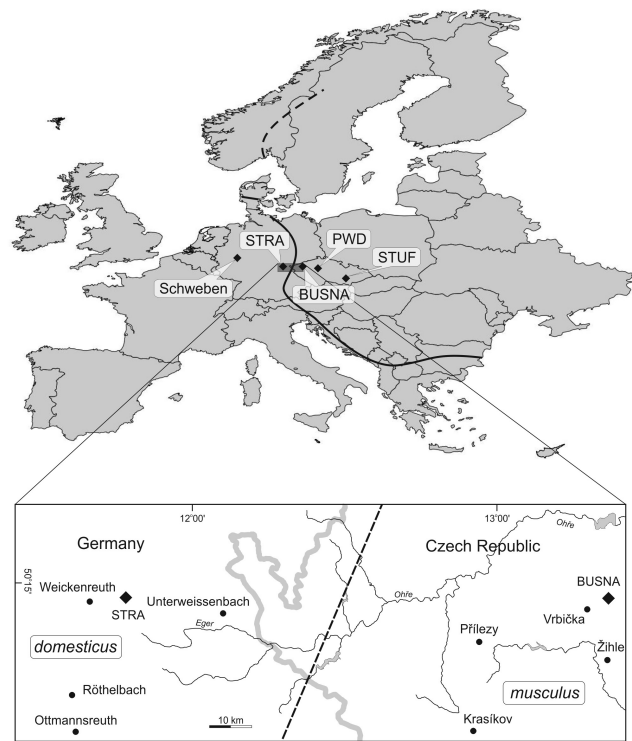 STRA
PWD
STUF
Schweben
BUSNA
12°00'
13°00'
Ohře
Germany
Czech Republic
50°15'
Weickenreuth
STRA
Unterweissenbach
Ohře
BUSNA
Vrbička
Eger
domesticus
Přílezy
Žihle
Röthelbach
musculus
Ottmannsreuth
10 km
Krasíkov